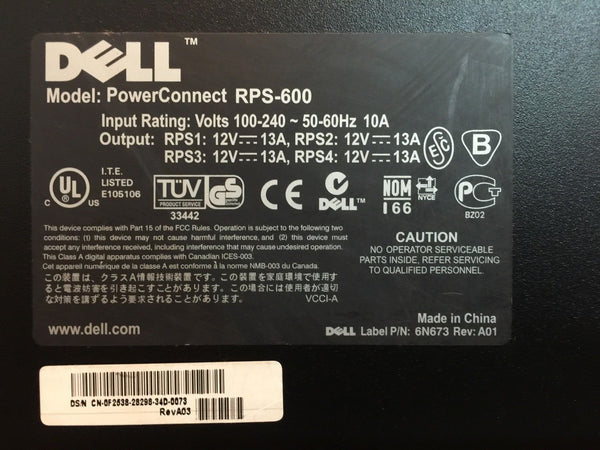 DELL™
Model: PowerConnect RPS-600
Input Rating: Volts 100-240 ~ 50-60Hz 10A
Output: RPS1: 12V⎓13A, RPS2: 12V⎓13A
RPS3: 12V⎓13A, RPS4: 12V⎓13A
B
C UL US
I.T.E.
LISTED
E105106
TÜV
PRODUCT SERVICE
33442
GS
CE
DELL™
NOM
166
NYCE
PC
BZ02
This device complies with Part 15 of the FCC Rules. Operation is subject to the following two
conditions: (1) this device may not cause harmful interference, and (2) this device must
accept any interference received, including interference that may cause undesired operation.
This Class A digital apparatus complies with Canadian ICES-003.
Cet appareil numérique de la classe A est conforme à la norme NMB-003 du Canada.
この装置は、クラスA情報技術装置です。この装置を家庭環境で使用す
ると電波妨害を引き起こすことがあります。この場合には使用者が適切
な対策を講ずるよう要求されることがあります。 VCCI-A
CAUTION
NO OPERATOR SERVICEABLE
PARTS INSIDE, REFER SERVICING
TO QUALIFIED PERSONNEL.
Made in China
www.dell.com
DELL Label P/N: 6N673 Rev: A01
DS/N CN-0F2538-28298-34D-0073
RevA03